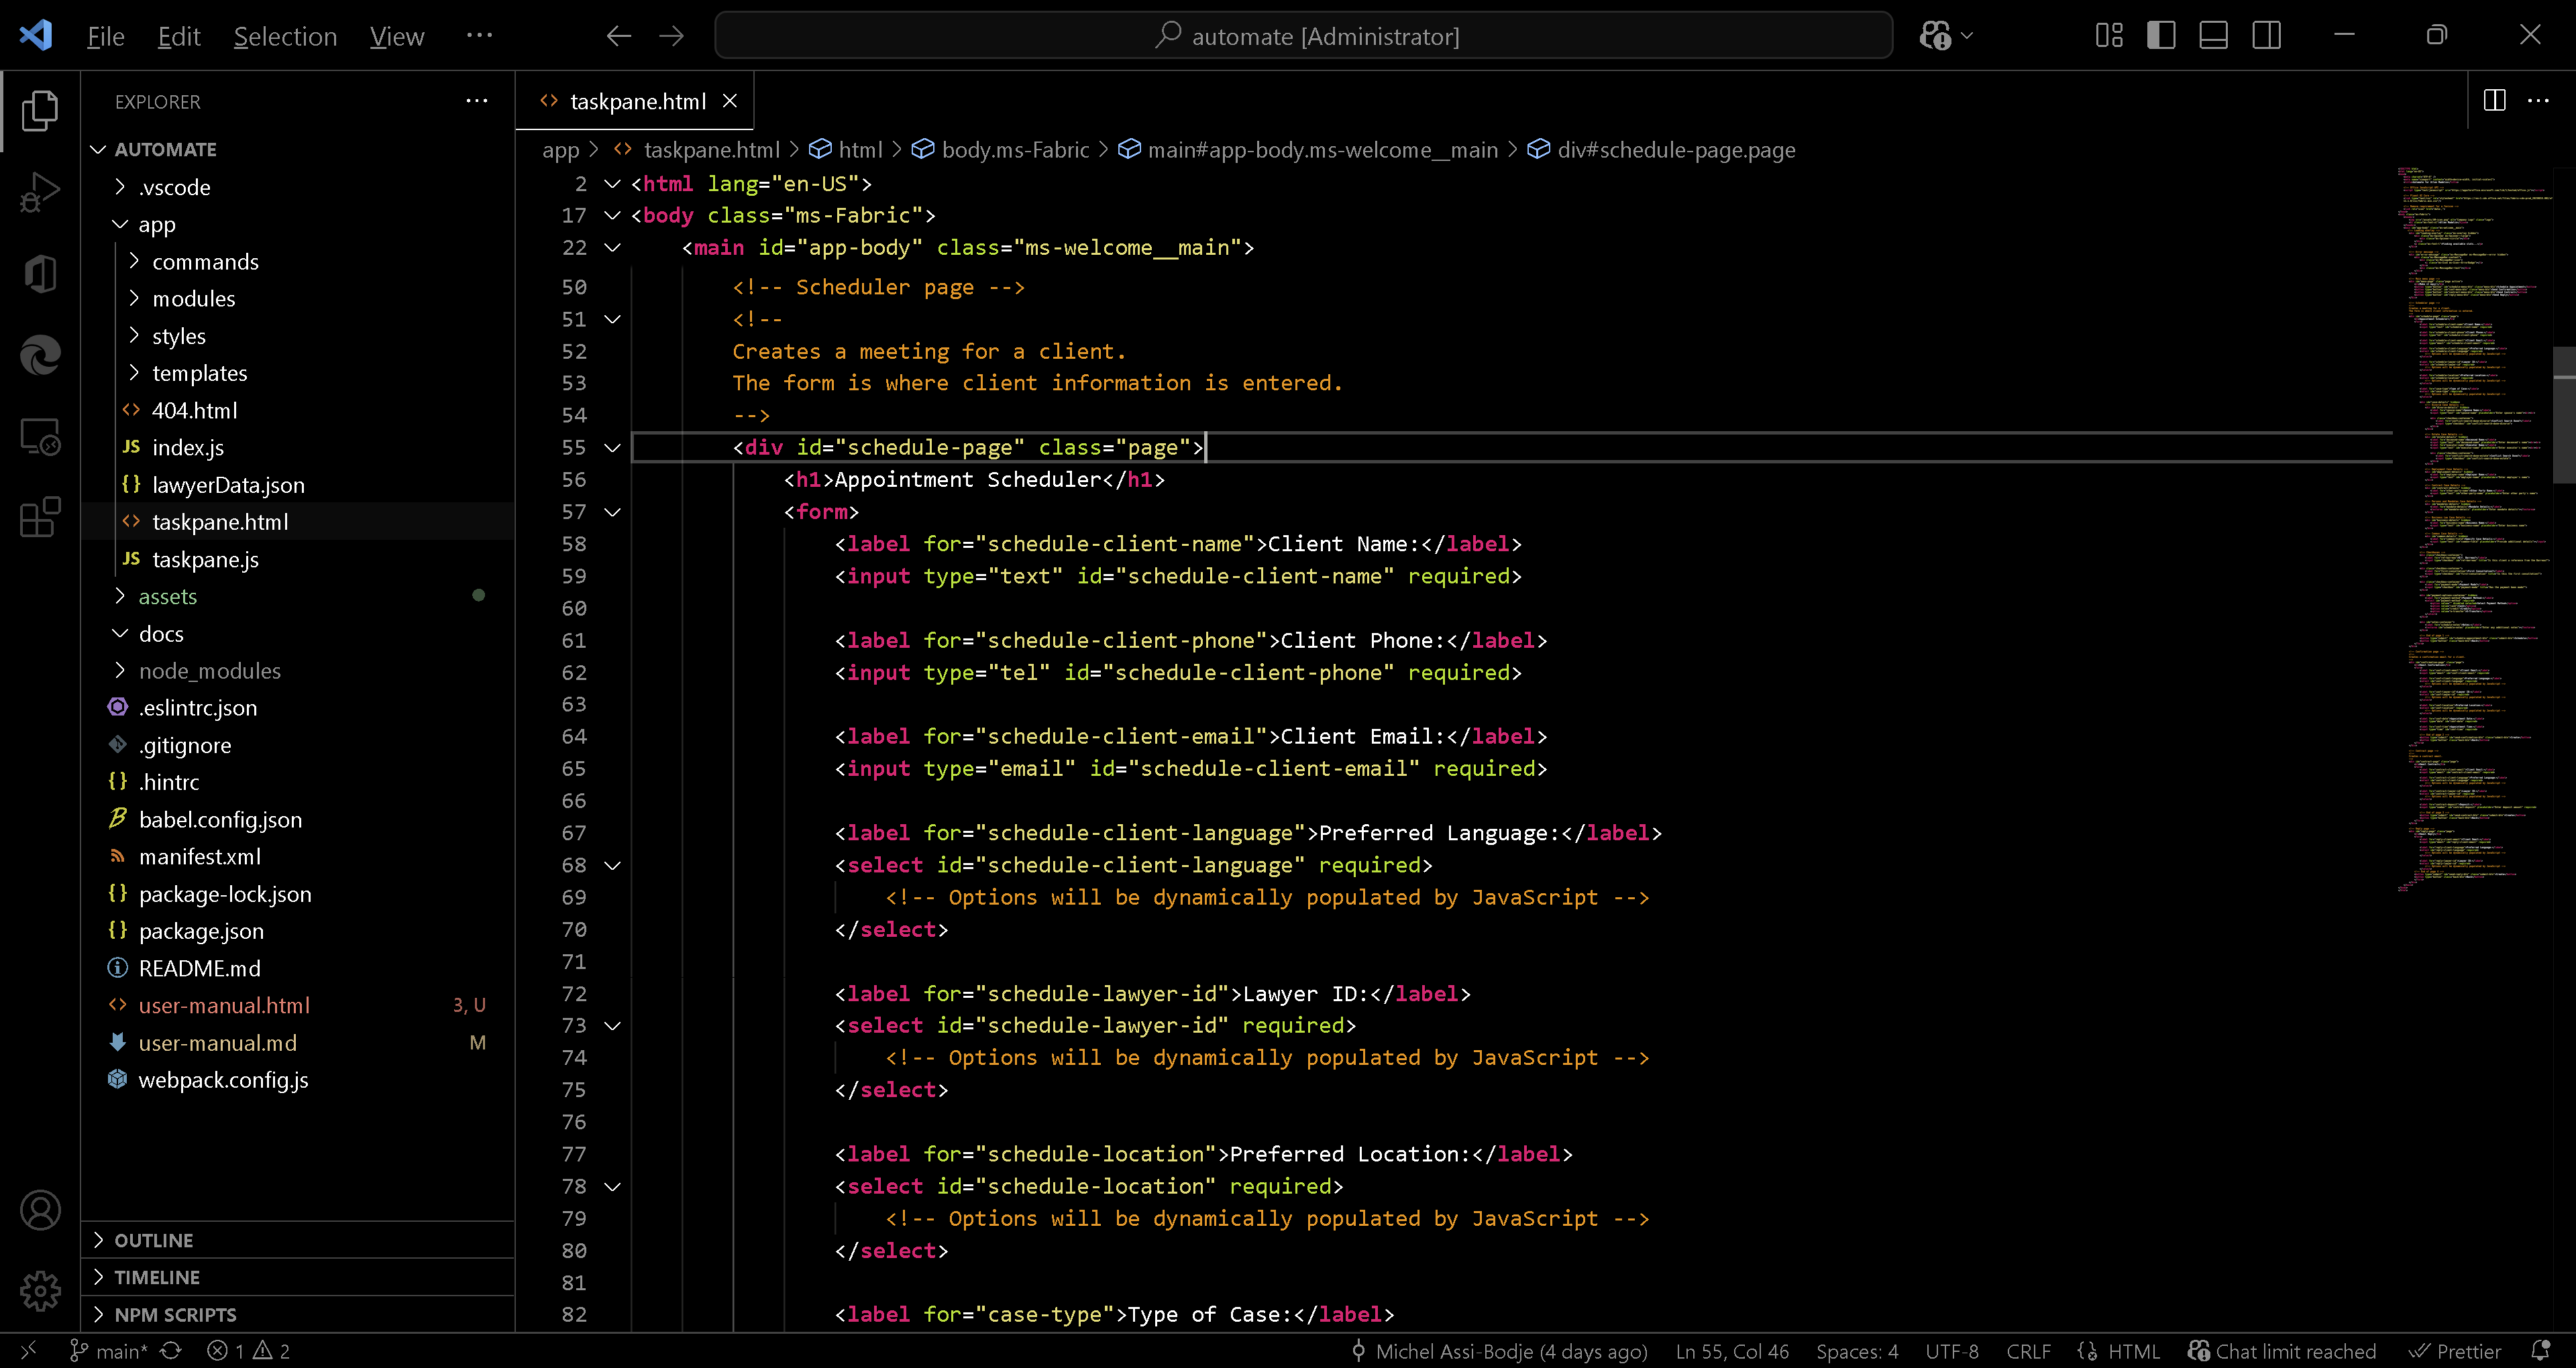 File Edit Selection View ··· automate [Administrator]
EXPLORER ···
AUTOMATE
.vscode
app
commands
modules
styles
templates
404.html
index.js
lawyerData.json
taskpane.html
taskpane.js
assets
docs
node_modules
.eslintrc.json
.gitignore
.hintrc
babel.config.json
manifest.xml
package-lock.json
package.json
README.md
user-manual.html 3, U
user-manual.md M
webpack.config.js
OUTLINE
TIMELINE
NPM SCRIPTS
taskpane.html
app > taskpane.html > html > body.ms-Fabric > main#app-body.ms-welcome__main > div#schedule-page.page
2 <html lang="en-US">
17 <body class="ms-Fabric">
22 <main id="app-body" class="ms-welcome__main">
50 <!-- Scheduler page -->
51 <!--
52 Creates a meeting for a client.
53 The form is where client information is entered.
54 -->
55 <div id="schedule-page" class="page">
56 <h1>Appointment Scheduler</h1>
57 <form>
58 <label for="schedule-client-name">Client Name:</label>
59 <input type="text" id="schedule-client-name" required>
60
61 <label for="schedule-client-phone">Client Phone:</label>
62 <input type="tel" id="schedule-client-phone" required>
63
64 <label for="schedule-client-email">Client Email:</label>
65 <input type="email" id="schedule-client-email" required>
66
67 <label for="schedule-client-language">Preferred Language:</label>
68 <select id="schedule-client-language" required>
69 <!-- Options will be dynamically populated by JavaScript -->
70 </select>
71
72 <label for="schedule-lawyer-id">Lawyer ID:</label>
73 <select id="schedule-lawyer-id" required>
74 <!-- Options will be dynamically populated by JavaScript -->
75 </select>
76
77 <label for="schedule-location">Preferred Location:</label>
78 <select id="schedule-location" required>
79 <!-- Options will be dynamically populated by JavaScript -->
80 </select>
81
82 <label for="case-type">Type of Case:</label>
main* 1 2 Michel Assi-Bodje (4 days ago) Ln 55, Col 46 Spaces: 4 UTF-8 CRLF HTML Chat limit reached Prettier